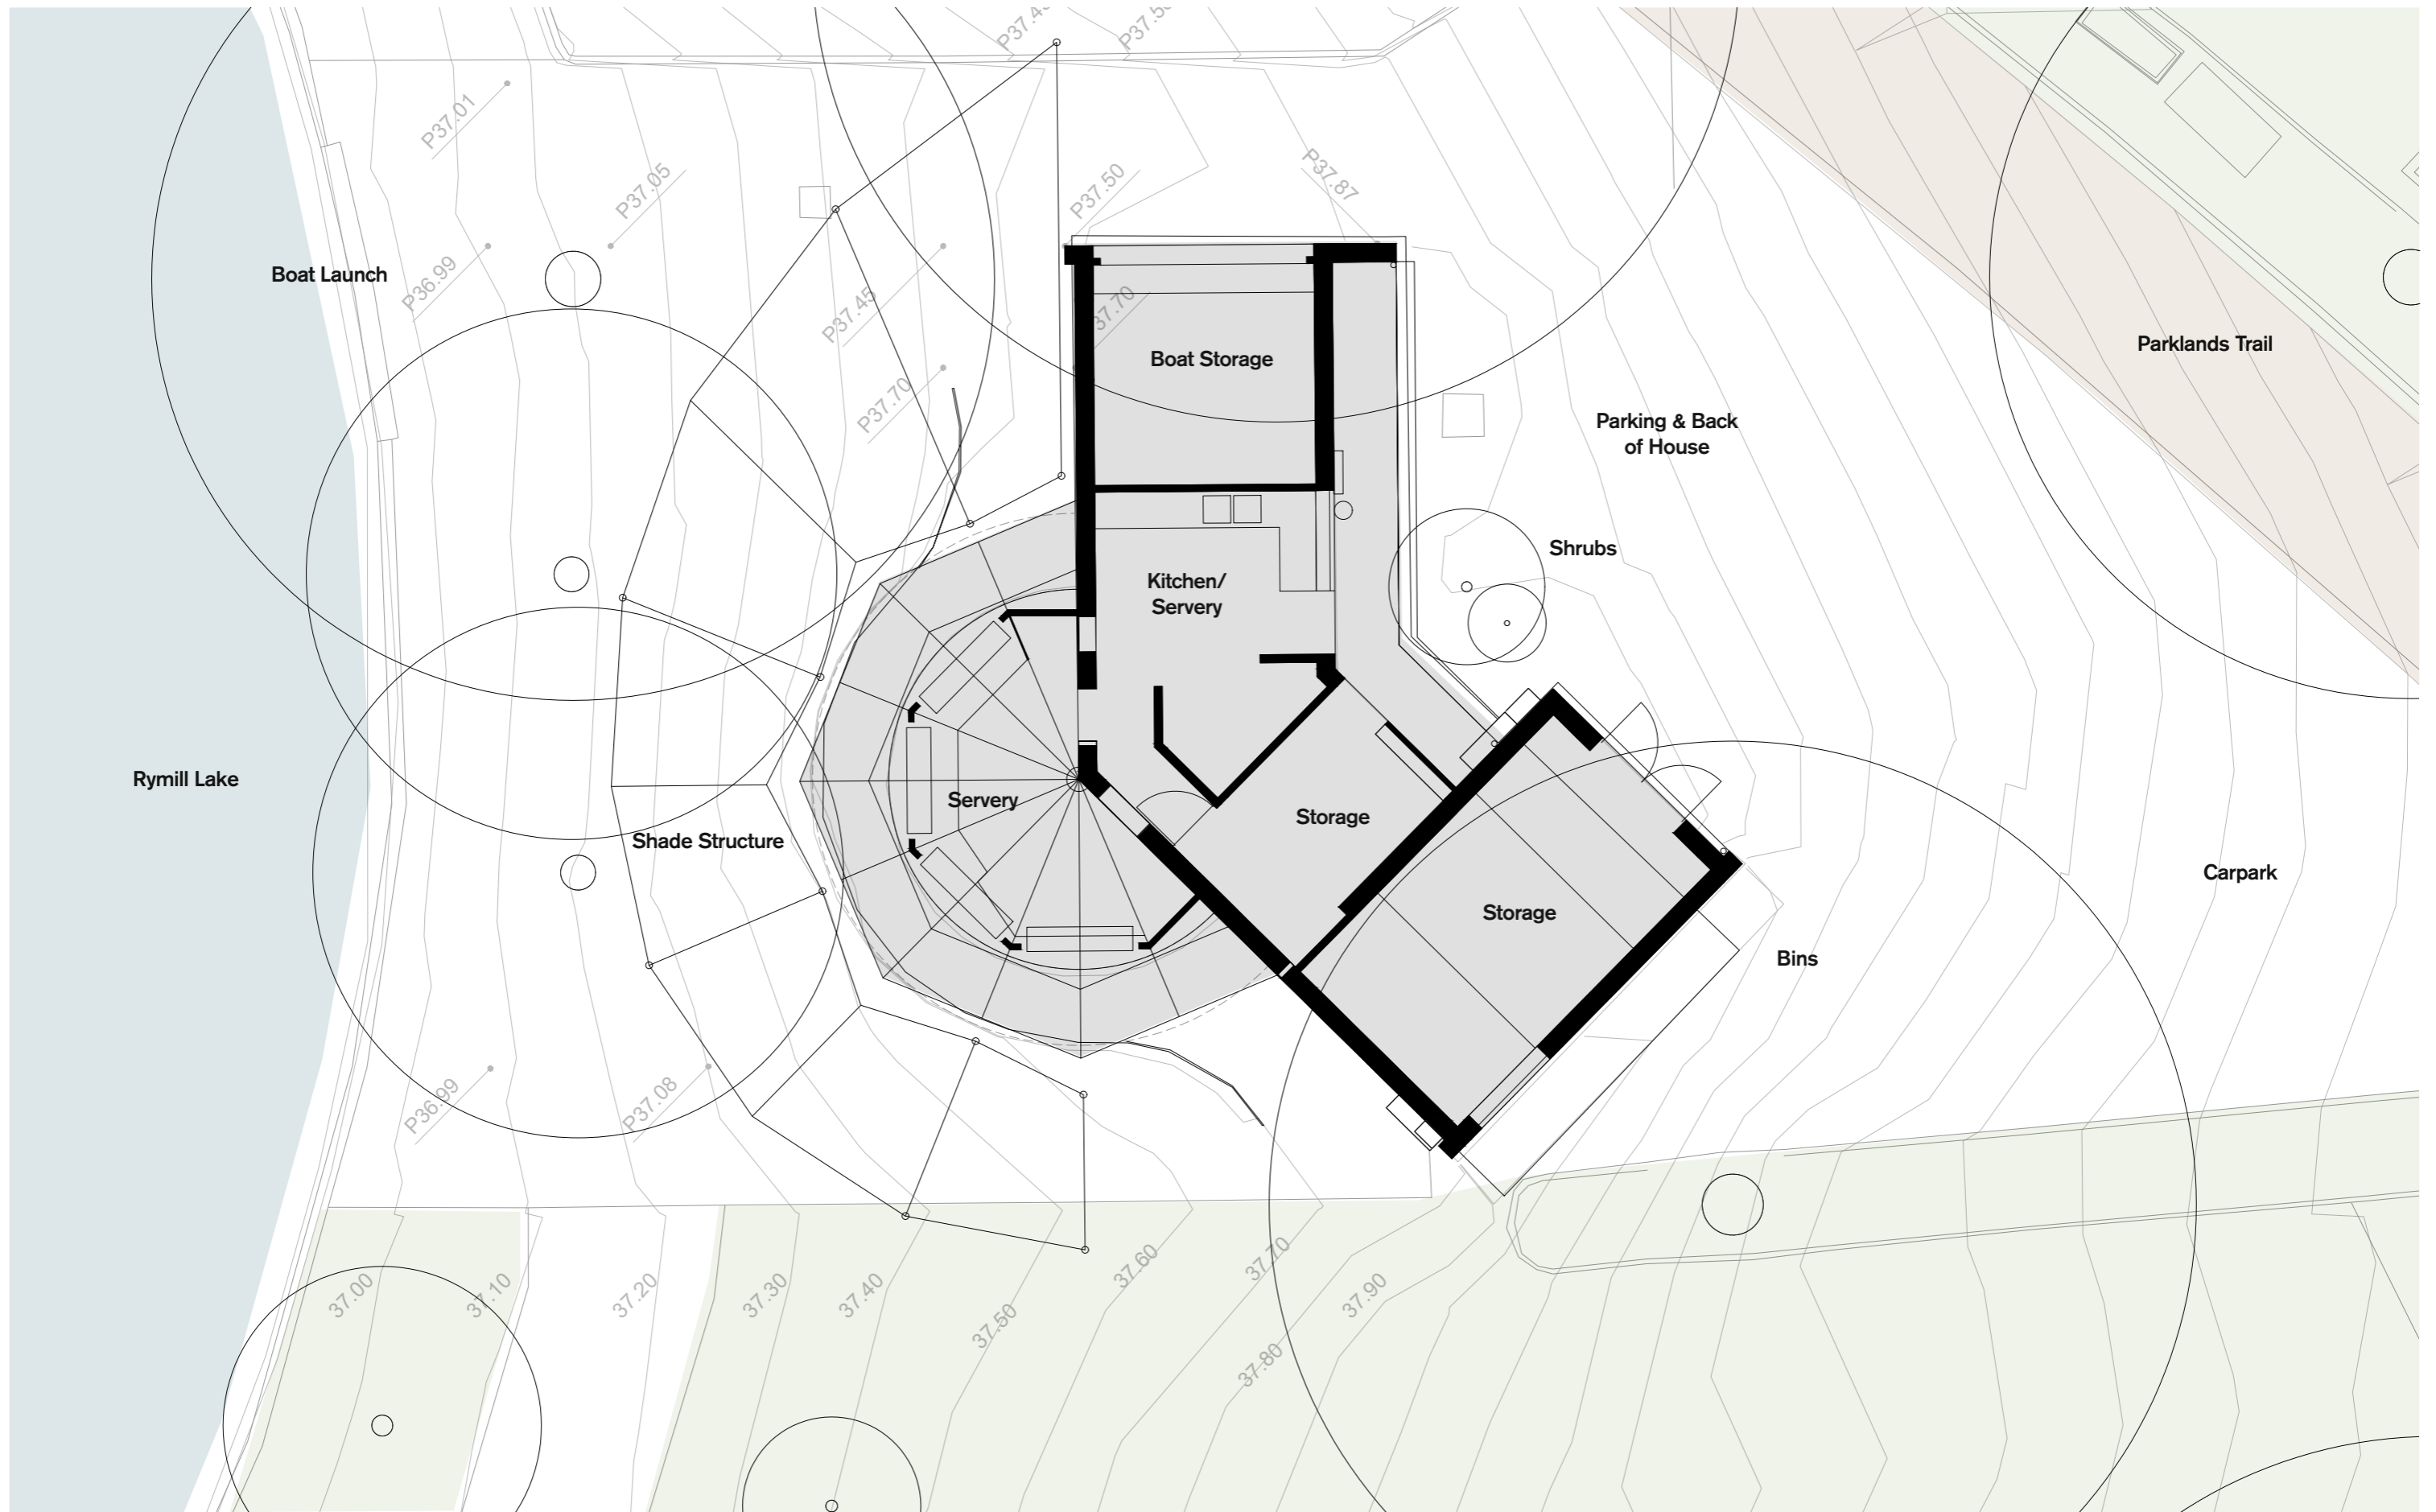 P37.01
P37.05
P37.50
P37.87
Boat Launch
P36.99
P37.45
37.70
Boat Storage
Parklands Trail
P37.70
Parking & Back
of House
Shrubs
Kitchen/
Servery
Rymill Lake
Servery
Storage
Shade Structure
Carpark
Storage
Bins
P36.99
P37.08
37.00
37.10
37.20
37.30
37.40
37.50
37.60
37.70
37.80
37.90